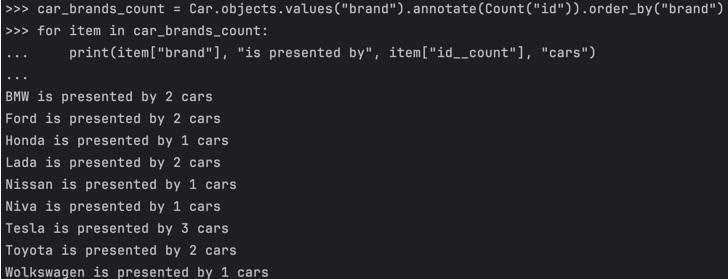 >>> car_brands_count = Car.objects.values("brand").annotate(Count("id")).order_by("brand")
>>> for item in car_brands_count:
...     print(item["brand"], "is presented by", item["id__count"], "cars")
...
BMW is presented by 2 cars
Ford is presented by 2 cars
Honda is presented by 1 cars
Lada is presented by 2 cars
Nissan is presented by 1 cars
Niva is presented by 1 cars
Tesla is presented by 3 cars
Toyota is presented by 2 cars
Wolkswagen is presented by 1 cars